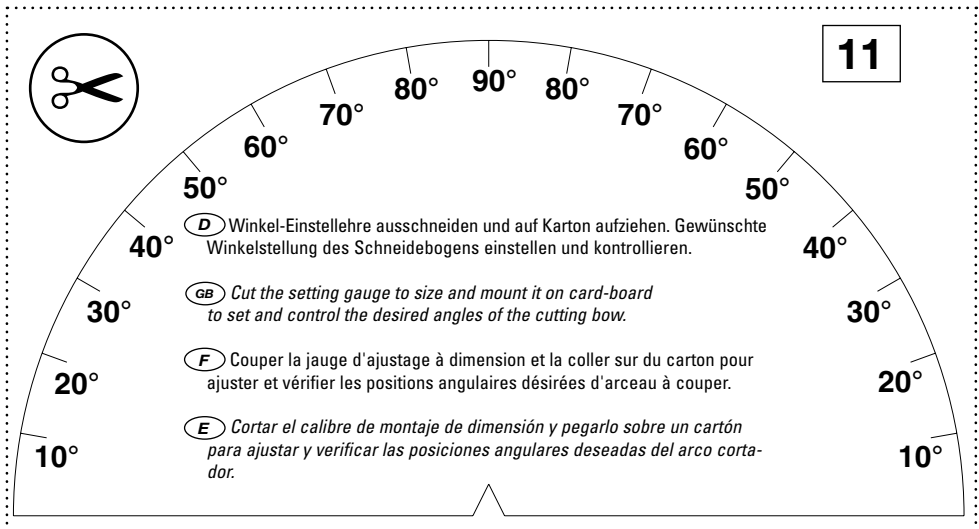 11
90°
80°
80°
70°
70°
60°
60°
50°
50°
40°
40°
30°
30°
20°
20°
10°
10°
D Winkel-Einstellehre ausschneiden und auf Karton aufziehen. Gewünschte
Winkelstellung des Schneidebogens einstellen und kontrollieren.
GB Cut the setting gauge to size and mount it on card-board
to set and control the desired angles of the cutting bow.
F Couper la jauge d'ajustage à dimension et la coller sur du carton pour
ajuster et vérifier les positions angulaires désirées d'arceau à couper.
E Cortar el calibre de montaje de dimensión y pegarlo sobre un cartón
para ajustar y verificar las posiciones angulares deseadas del arco corta-
dor.